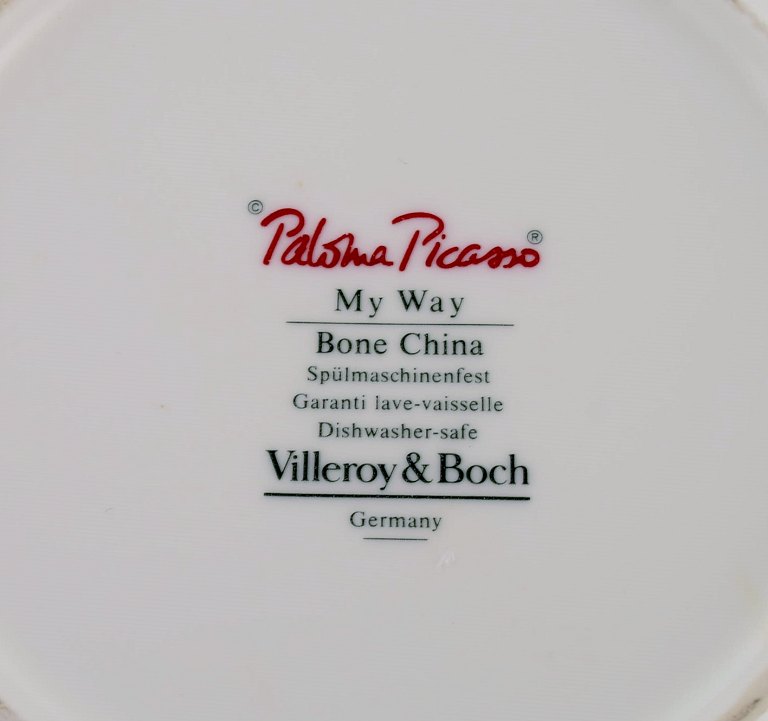 © Paloma Picasso ®
My Way
Bone China
Spülmaschinenfest
Garanti lave-vaisselle
Dishwasher-safe
Villeroy & Boch
Germany